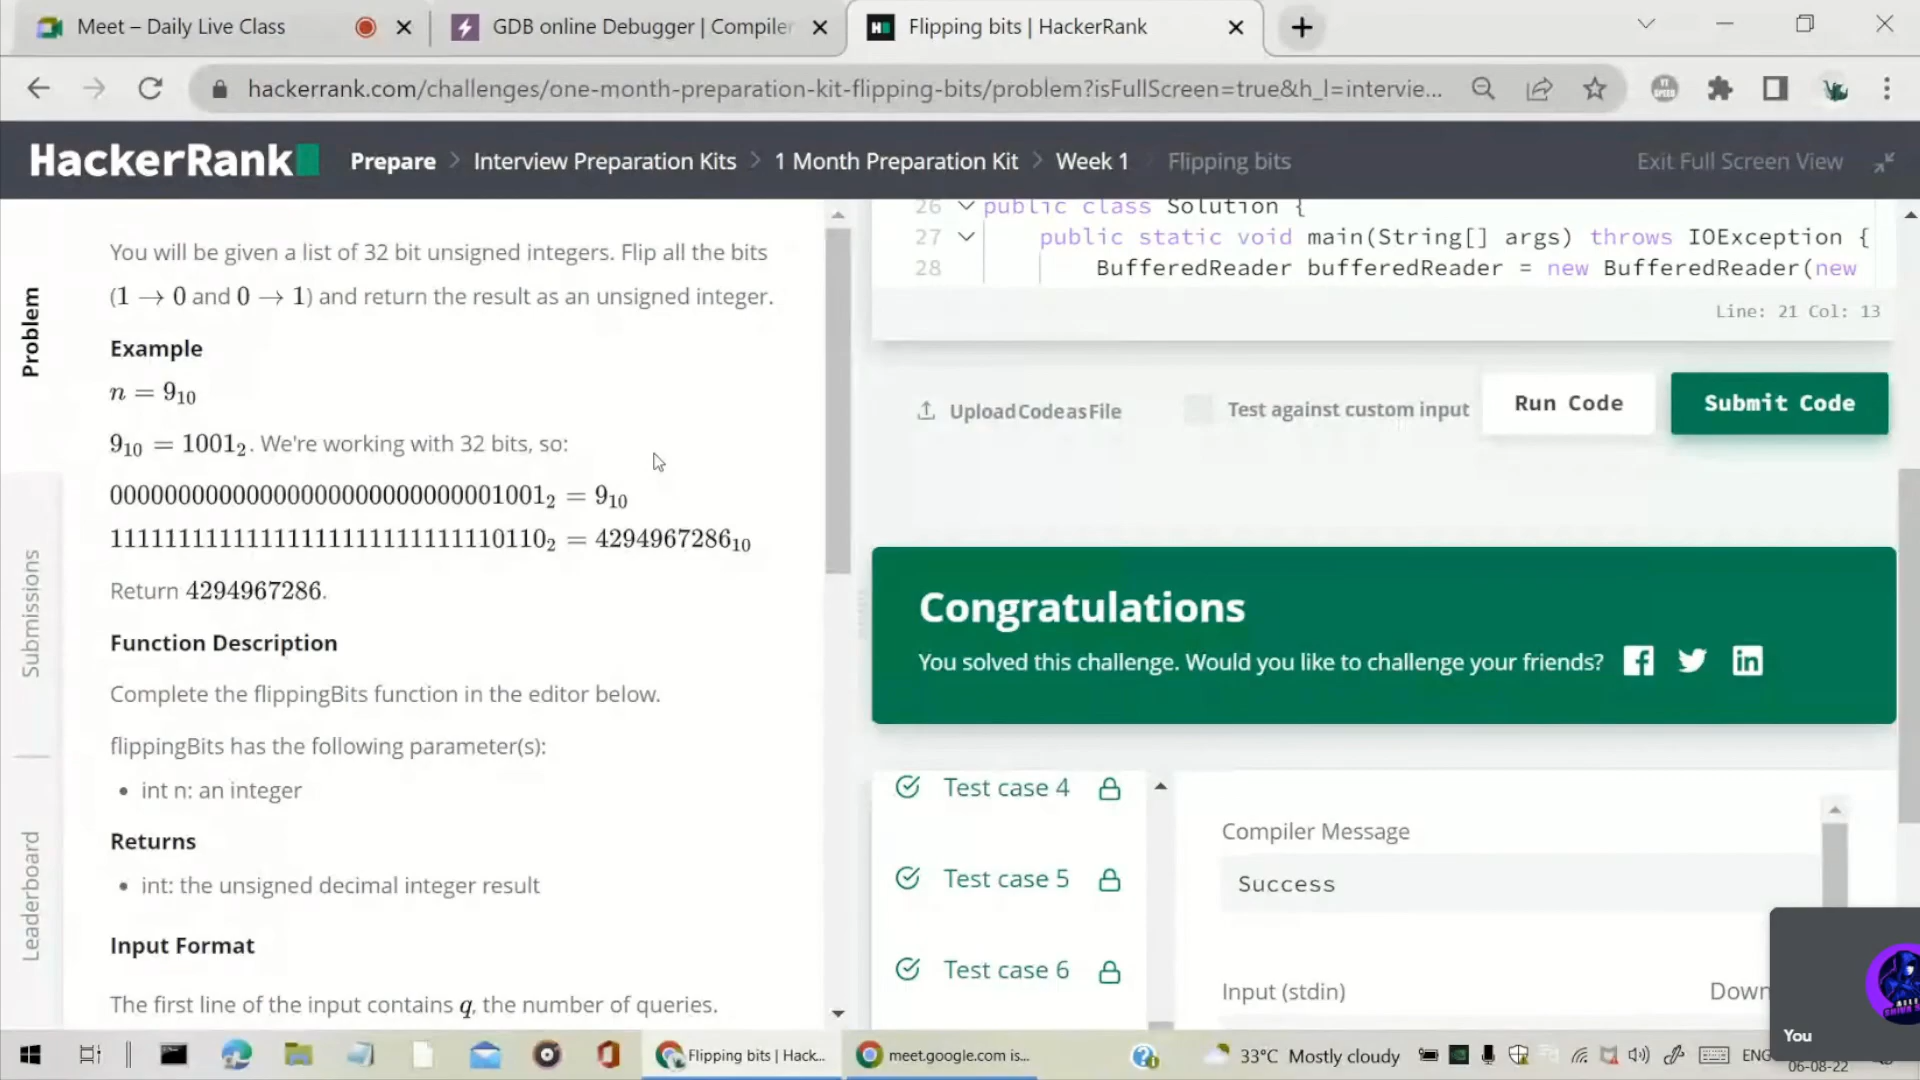 Meet – Daily Live Class
GDB online Debugger | Compiler
Flipping bits | HackerRank
hackerrank.com/challenges/one-month-preparation-kit-flipping-bits/problem?isFullScreen=true&h_l=intervie...
HackerRank
Prepare > Interview Preparation Kits > 1 Month Preparation Kit > Week 1 > Flipping bits
Exit Full Screen View
Problem
Submissions
Leaderboard
You will be given a list of 32 bit unsigned integers. Flip all the bits
(1 → 0 and 0 → 1) and return the result as an unsigned integer.
Example
n = 9₁₀
9₁₀ = 1001₂. We're working with 32 bits, so:
00000000000000000000000000001001₂ = 9₁₀
11111111111111111111111111110110₂ = 4294967286₁₀
Return 4294967286.
Function Description
Complete the flippingBits function in the editor below.
flippingBits has the following parameter(s):
• int n: an integer
Returns
• int: the unsigned decimal integer result
Input Format
The first line of the input contains q, the number of queries.
26 public class Solution {
27 public static void main(String[] args) throws IOException {
28 BufferedReader bufferedReader = new BufferedReader(new
Line: 21 Col: 13
Upload Code as File
Test against custom input
Run Code
Submit Code
Congratulations
You solved this challenge. Would you like to challenge your friends?
Test case 4
Test case 5
Test case 6
Compiler Message
Success
Input (stdin)
Down
You
Flipping bits | Hack...
meet.google.com is...
33°C Mostly cloudy
ENG
06-08-22